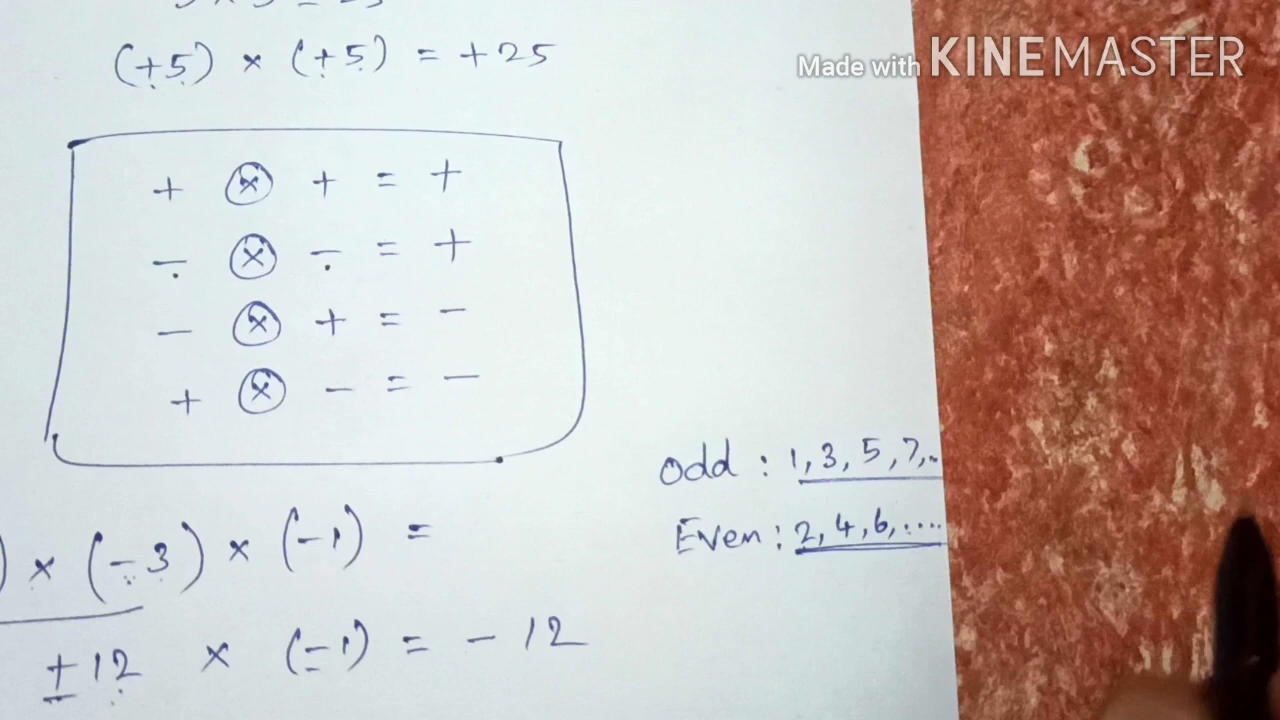 (+5) × (+5) = +25
Made with KINEMASTER
+ ⊗ + = +
- ⊗ - = +
- ⊗ + = -
+ ⊗ - = -
Odd : 1, 3, 5, 7,..
Even : 2, 4, 6, ....
) × (-3) × (-1) =
+12 × (-1) = -12